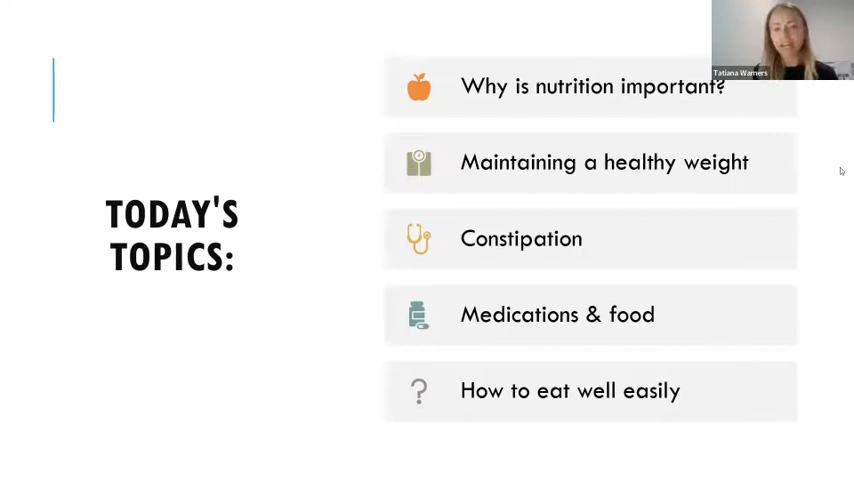 Tatiana Warners
Why is nutrition important?
Maintaining a healthy weight
TODAY'S
TOPICS:
Constipation
Medications & food
How to eat well easily